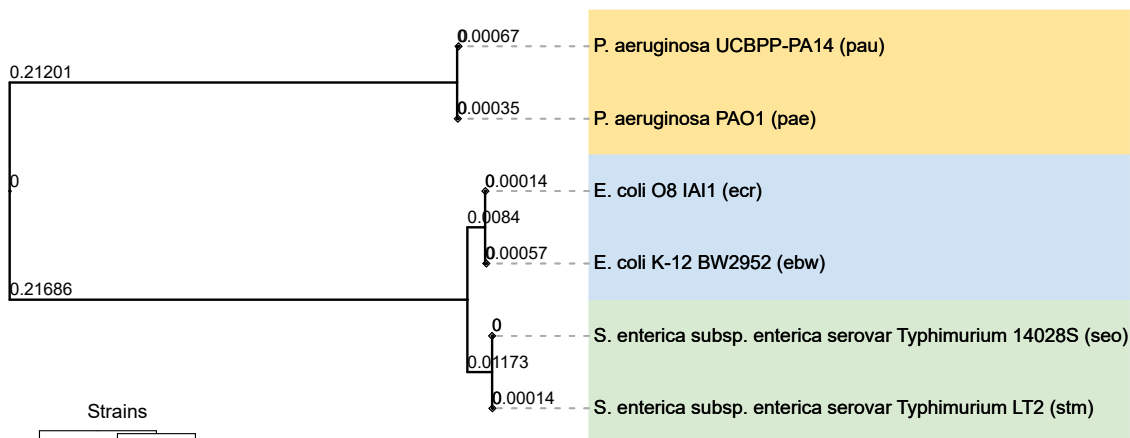 0.00067
P. aeruginosa UCBPP-PA14 (pau)
0.21201
0.00035
P. aeruginosa PAO1 (pae)
0
0.00014
E. coli O8 IAI1 (ecr)
0.0084
0.00057
E. coli K-12 BW2952 (ebw)
0.21686
0
S. enterica subsp. enterica serovar Typhimurium 14028S (seo)
0.01173
0.00014
S. enterica subsp. enterica serovar Typhimurium LT2 (stm)
Strains